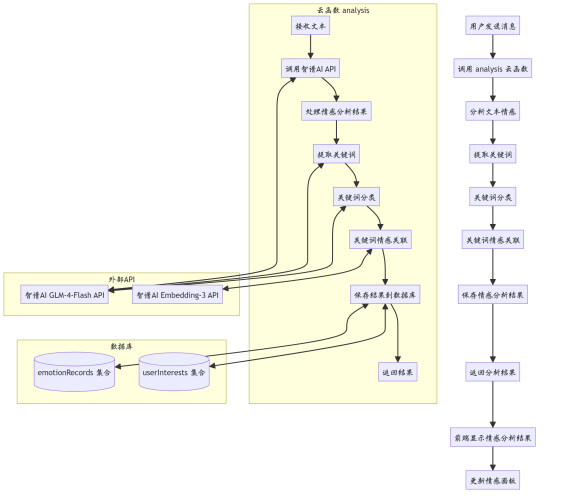 云函数 analysis
接收文本
调用智谱AI API
处理情感分析结果
提取关键词
关键词分类
关键词情感关联
保存结果到数据库
返回结果
外部API
智谱AI GLM-4-Flash API
智谱AI Embedding-3 API
数据库
emotionRecords 集合
userInterests 集合
用户发送消息
调用 analysis 云函数
分析文本情感
提取关键词
关键词分类
关键词情感关联
保存情感分析结果
返回分析结果
前端显示情感分析结果
更新情感面板